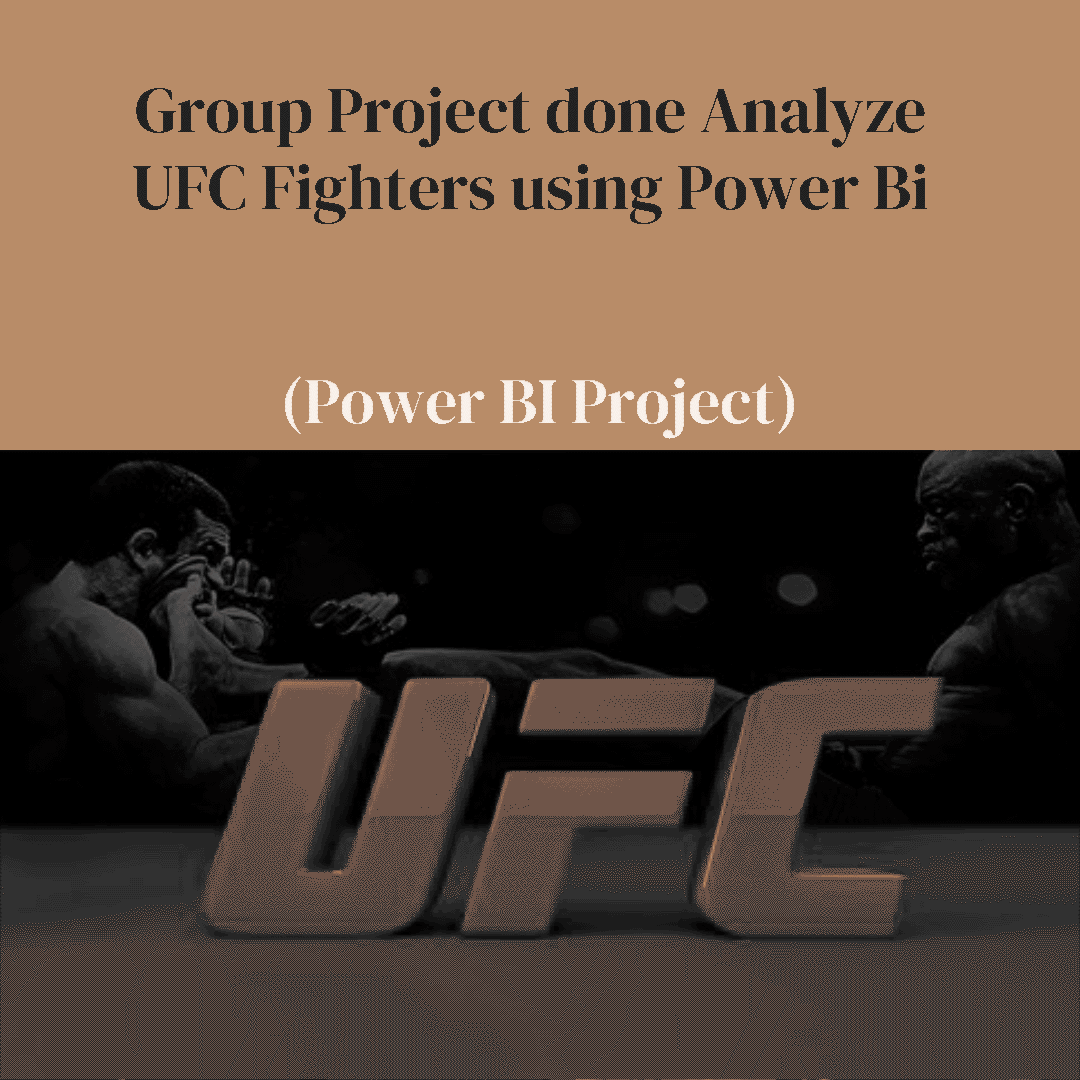 Group Project done Analyze
UFC Fighters using Power Bi
(Power BI Project)
UFC